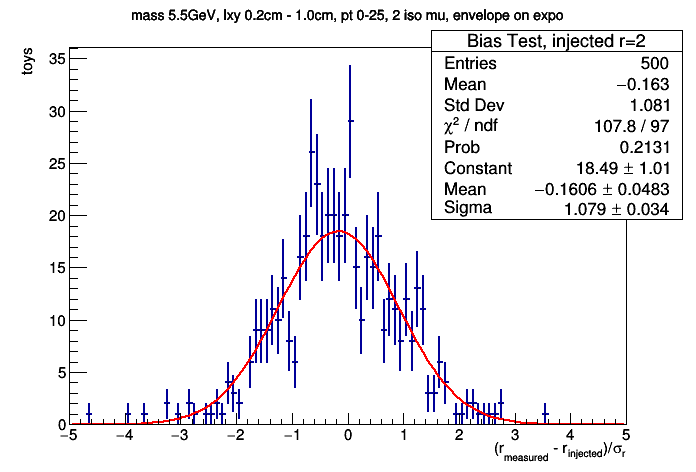 mass 5.5GeV, lxy 0.2cm - 1.0cm, pt 0-25, 2 iso mu, envelope on expo
Bias Test, injected r=2
Entries 500
Mean −0.163
Std Dev 1.081
χ² / ndf 107.8 / 97
Prob 0.2131
Constant 18.49 ± 1.01
Mean −0.1606 ± 0.0483
Sigma 1.079 ± 0.034
toys
35
30
25
20
15
10
5
0
−5 −4 −3 −2 −1 0 1 2 3 4 5
(r_measured - r_injected)/σ_r